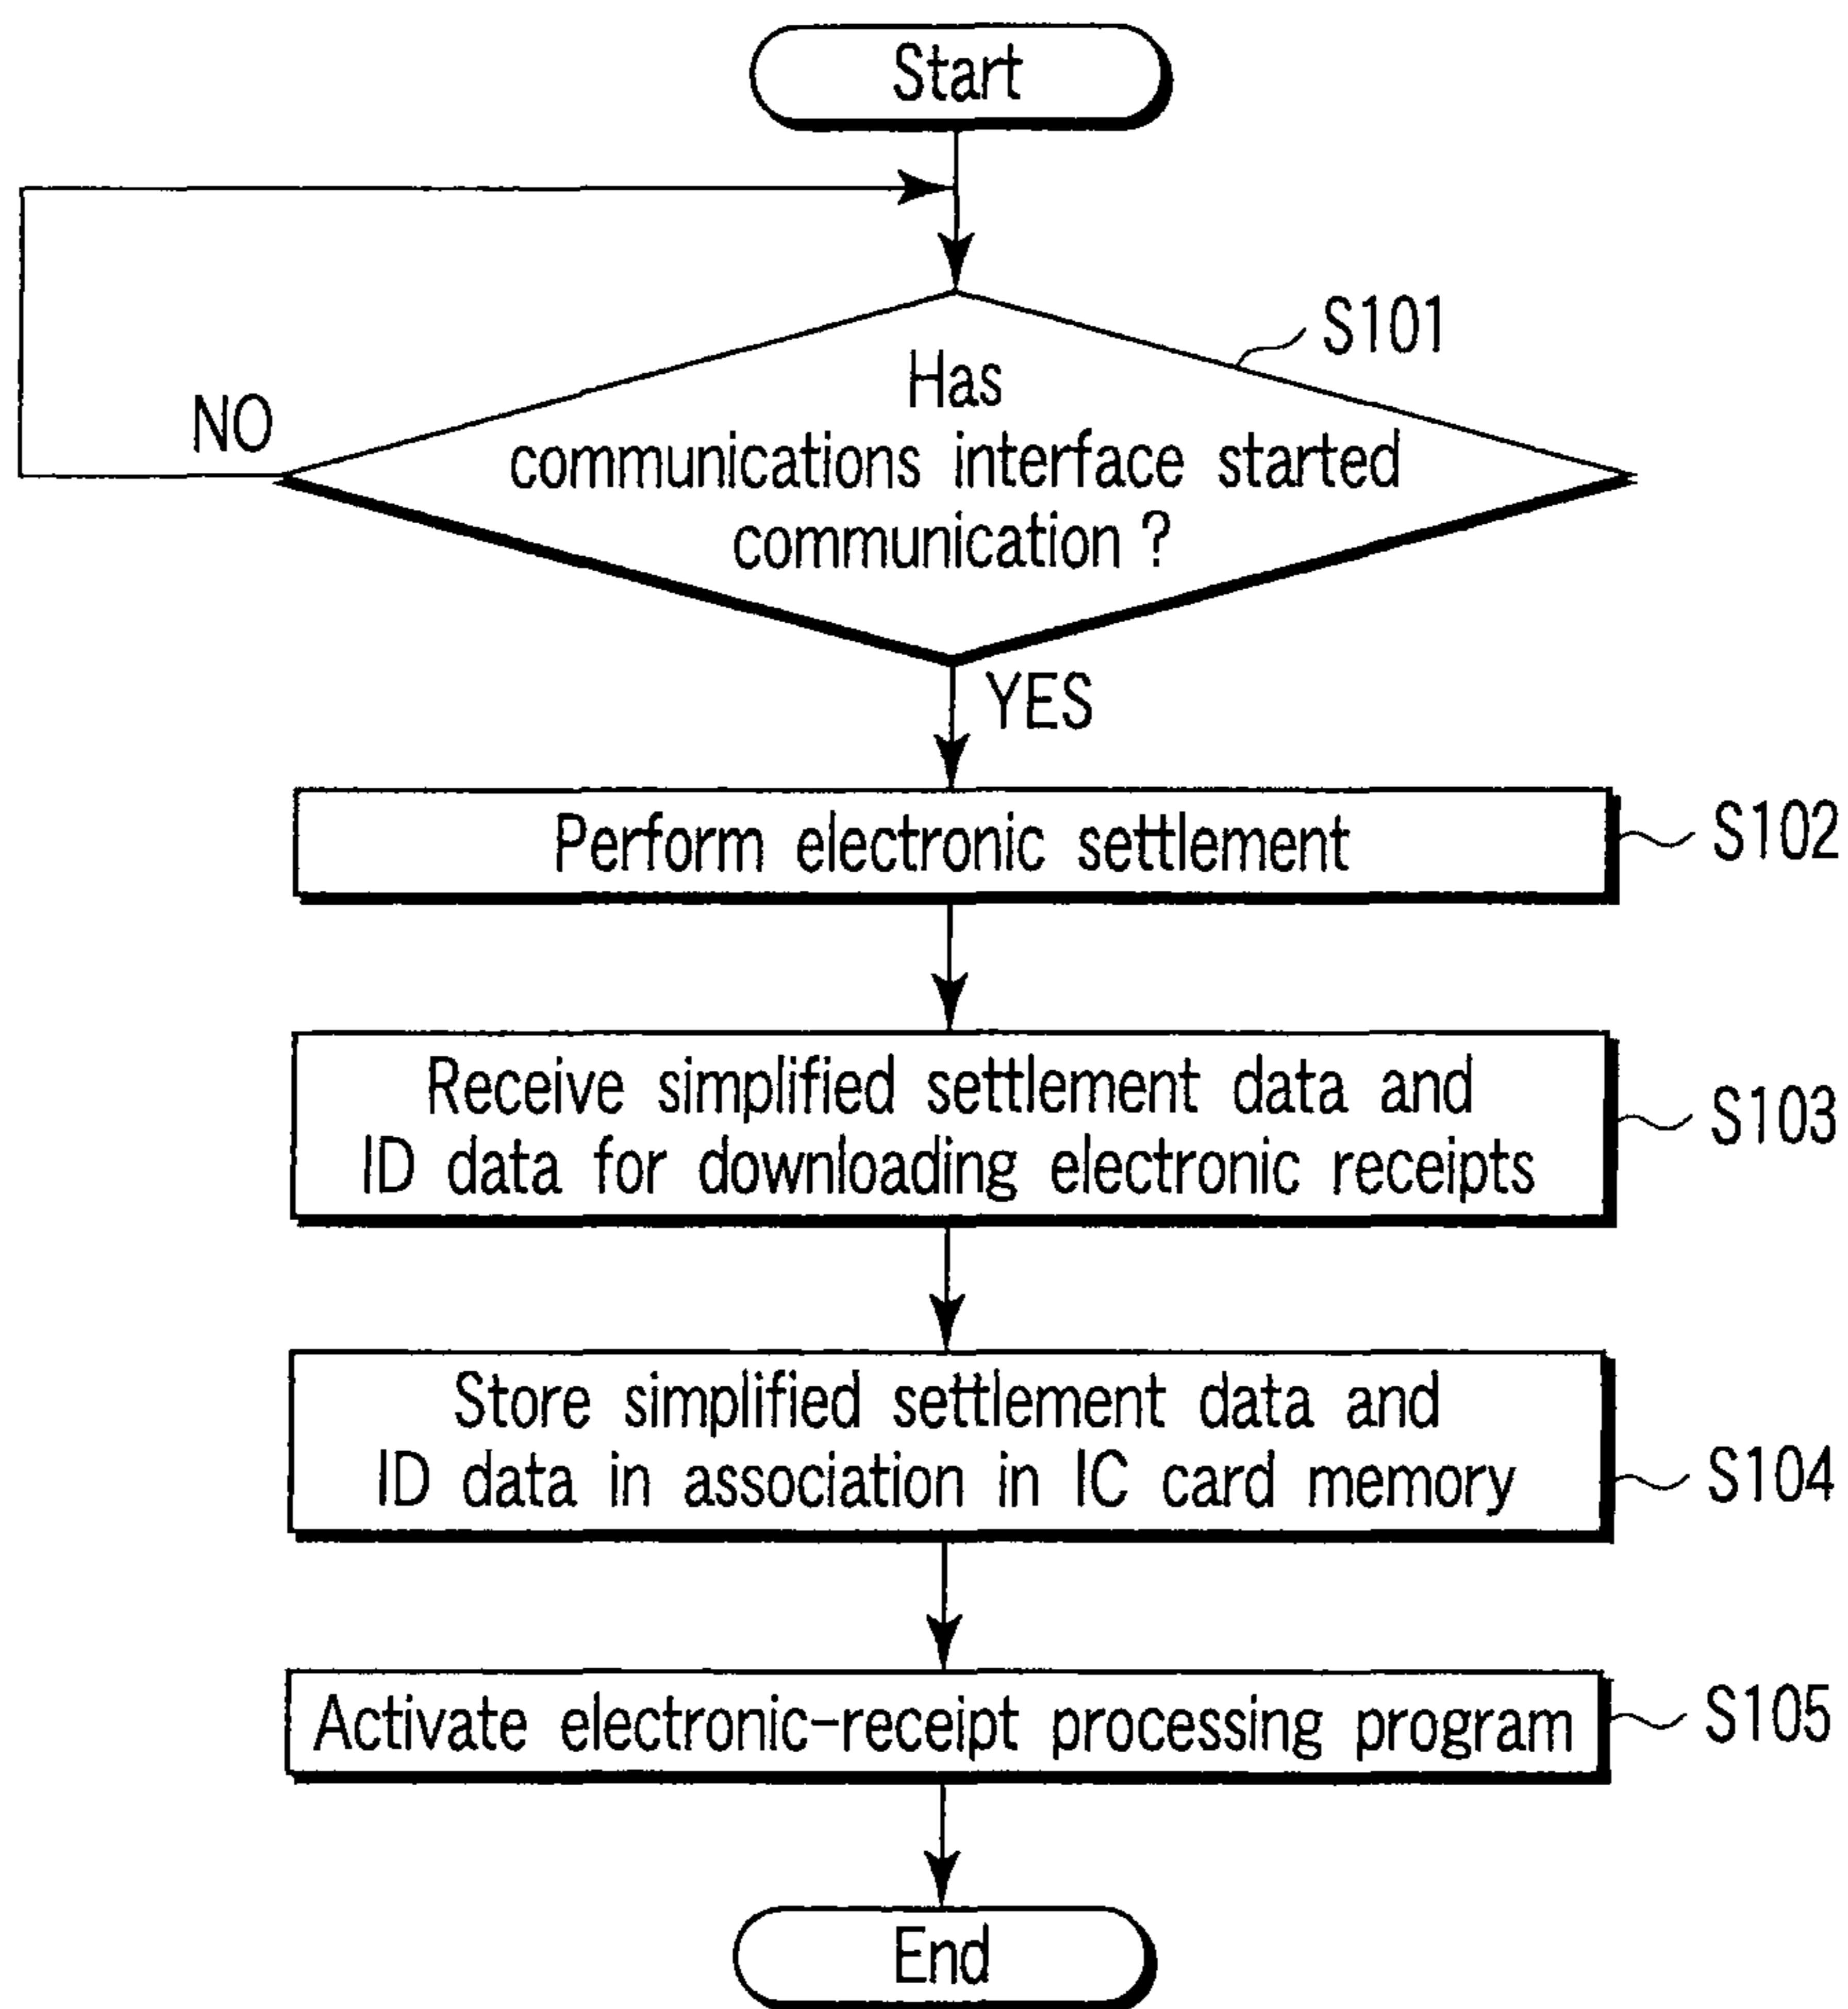 Start
S101
Has
communications interface started
communication ?
NO
YES
Perform electronic settlement
S102
Receive simplified settlement data and
ID data for downloading electronic receipts
S103
Store simplified settlement data and
ID data in association in IC card memory
S104
Activate electronic-receipt processing program
S105
End